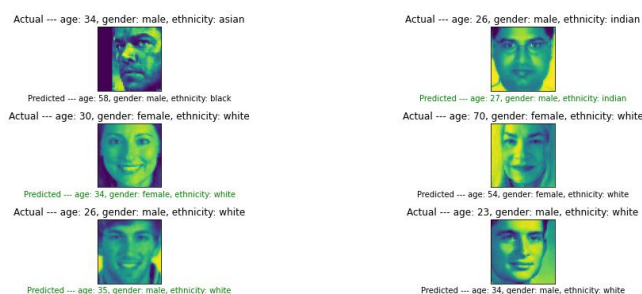 Actual --- age: 34, gender: male, ethnicity: asian
Predicted --- age: 58, gender: male, ethnicity: black
Actual --- age: 26, gender: male, ethnicity: indian
Predicted --- age: 27, gender: male, ethnicity: indian
Actual --- age: 30, gender: female, ethnicity: white
Predicted --- age: 34, gender: female, ethnicity: white
Actual --- age: 70, gender: female, ethnicity: white
Predicted --- age: 54, gender: female, ethnicity: white
Actual --- age: 26, gender: male, ethnicity: white
Predicted --- age: 35, gender: male, ethnicity: white
Actual --- age: 23, gender: male, ethnicity: white
Predicted --- age: 34, gender: male, ethnicity: white